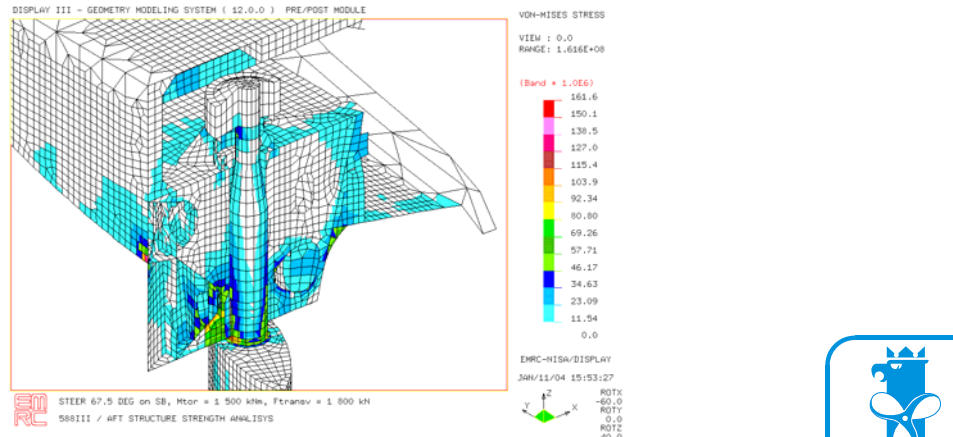 DISPLAY III - GEOMETRY MODELING SYSTEM ( 12.0.0 ) PRE/POST MODULE
VON-MISES STRESS
VIEW : 0.0
RANGE: 1.616E+08
(Band * 1.0E6)
161.6
150.1
138.5
127.0
115.4
103.9
92.34
80.80
69.26
57.71
46.17
34.63
23.09
11.54
0.0
EMRC-NISA/DISPLAY
JAN/11/04 15:53:27
Z
Y
X
ROTX
-60.0
ROTY
0.0
ROTZ
40.0
EM
RC
STEER 67.5 DEG on SB, Mtor = 1 500 kNm, Ftransv = 1 800 kN
588III / AFT STRUCTURE STRENGTH ANALISYS